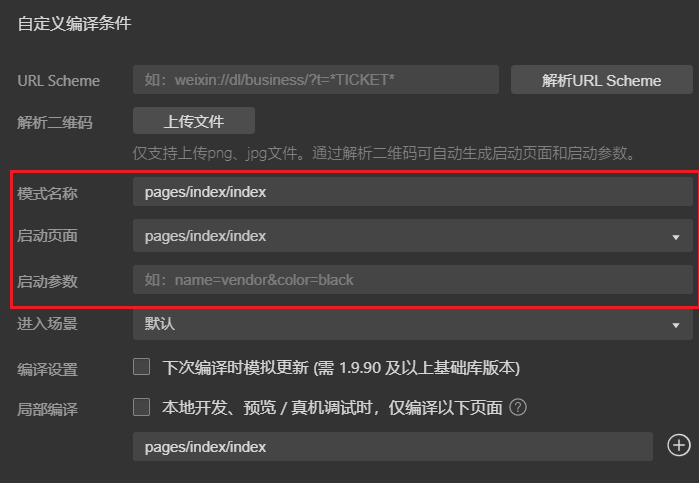 自定义编译条件
URL Scheme 如：weixin://dl/business/?t=*TICKET* 解析URL Scheme
解析二维码 上传文件
仅支持上传png、jpg文件。通过解析二维码可自动生成启动页面和启动参数。
模式名称 pages/index/index
启动页面 pages/index/index
启动参数 如：name=vendor&color=black
进入场景 默认
编译设置 下次编译时模拟更新 (需 1.9.90 及以上基础库版本)
局部编译 本地开发、预览 / 真机调试时，仅编译以下页面 ?
pages/index/index